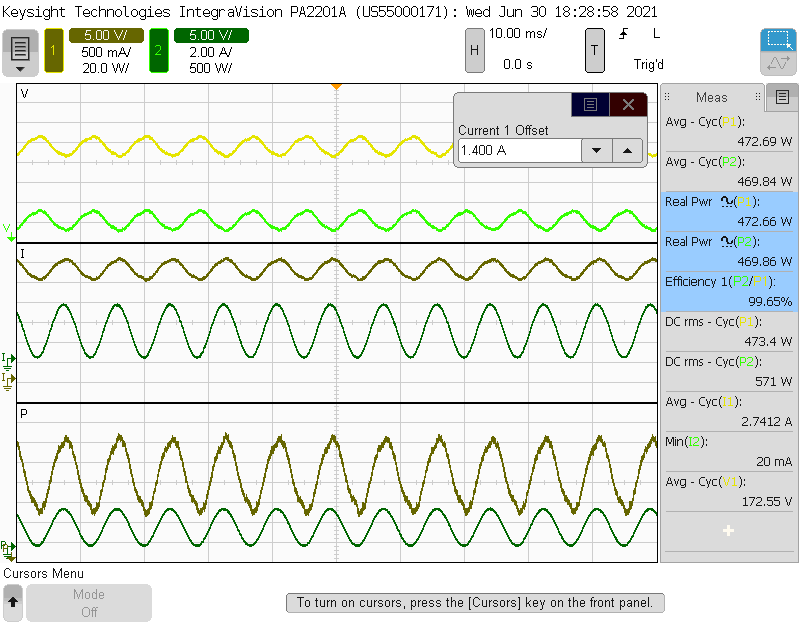 Keysight Technologies IntegraVision PA2201A (US55000171): Wed Jun 30 18:28:58 2021
1
5.00 V/
500 mA/
20.0 W/
2
5.00 V/
2.00 A/
500 W/
H
10.00 ms/
0.0 s
T
L
Trig'd
V
Current 1 Offset
1.400 A
V
I
I
I
P
P
Meas
Avg - Cyc(P1):
472.69 W
Avg - Cyc(P2):
469.84 W
Real Pwr (P1):
472.66 W
Real Pwr (P2):
469.86 W
Efficiency 1(P2/P1):
99.65%
DC rms - Cyc(P1):
473.4 W
DC rms - Cyc(P2):
571 W
Avg - Cyc(I1):
2.7412 A
Min(I2):
20 mA
Avg - Cyc(V1):
172.55 V
Cursors Menu
Mode
Off
To turn on cursors, press the [Cursors] key on the front panel.